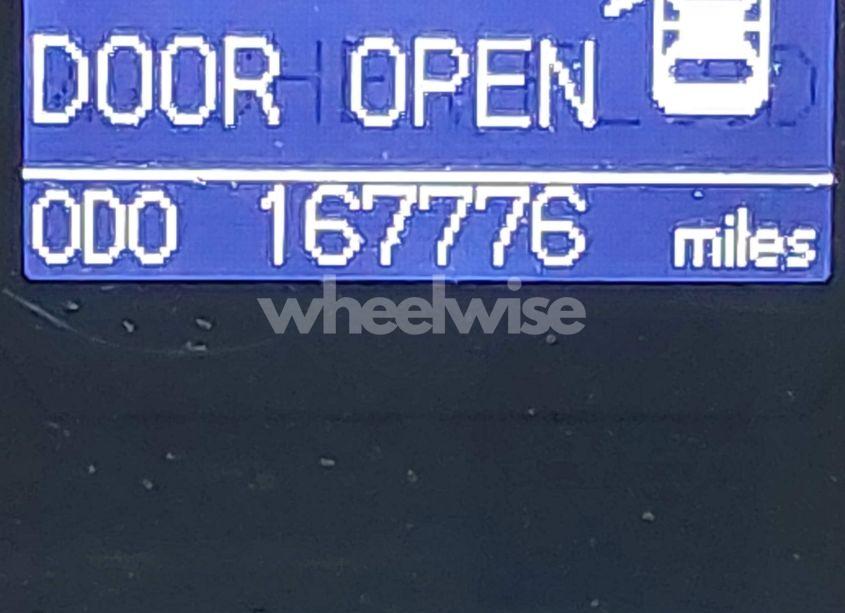 DOOR OPEN
ODO 167776 miles
wheelwise